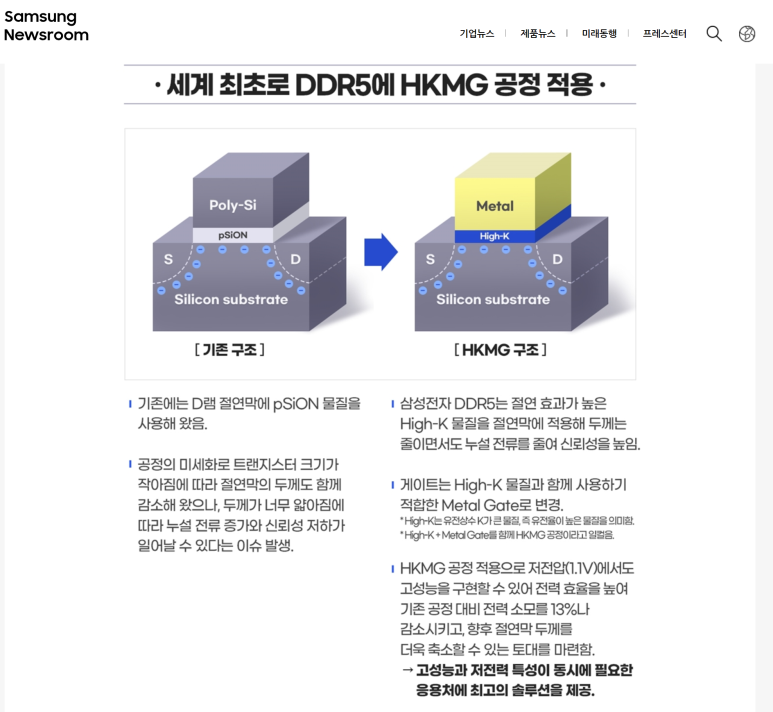 Samsung
Newsroom
기업뉴스
제품뉴스
미래동행
프레스센터
· 세계 최초로 DDR5에 HKMG 공정 적용 ·
Poly-Si
pSiON
S
D
Silicon substrate
[ 기존 구조 ]
Metal
High-K
S
D
Silicon substrate
[ HKMG 구조 ]
기존에는 D램 절연막에 pSiON 물질을
사용해 왔음.
공정의 미세화로 트랜지스터 크기가
작아짐에 따라 절연막의 두께도 함께
감소해 왔으나, 두께가 너무 얇아짐에
따라 누설 전류 증가와 신뢰성 저하가
일어날 수 있다는 이슈 발생.
삼성전자 DDR5는 절연 효과가 높은
High-K 물질을 절연막에 적용해 두께는
줄이면서도 누설 전류를 줄여 신뢰성을 높임.
게이트는 High-K 물질과 함께 사용하기
적합한 Metal Gate로 변경.
* High-K는 유전상수 K가 큰 물질, 즉 유전율이 높은 물질을 의미함.
* High-K + Metal Gate를 함께 HKMG 공정이라고 일컬음.
HKMG 공정 적용으로 저전압(1.1V)에서도
고성능을 구현할 수 있어 전력 효율을 높여
기존 공정 대비 전력 소모를 13%나
감소시키고, 향후 절연막 두께를
더욱 축소할 수 있는 토대를 마련함.
→ 고성능과 저전력 특성이 동시에 필요한
응용처에 최고의 솔루션을 제공.